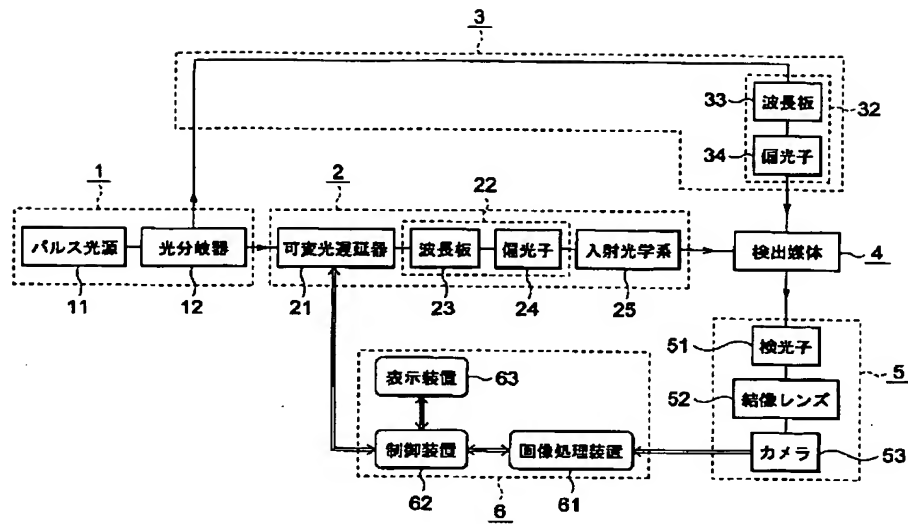 3
33
波長板
32
34
偏光子
1
2
22
パルス光源
光分岐器
可変光遅延器
波長板
偏光子
入射光学系
検出媒体
4
11
12
21
23
24
25
51
検光子
5
表示装置
63
52
結像レンズ
制御装置
画像処理装置
カメラ
53
62
6
61